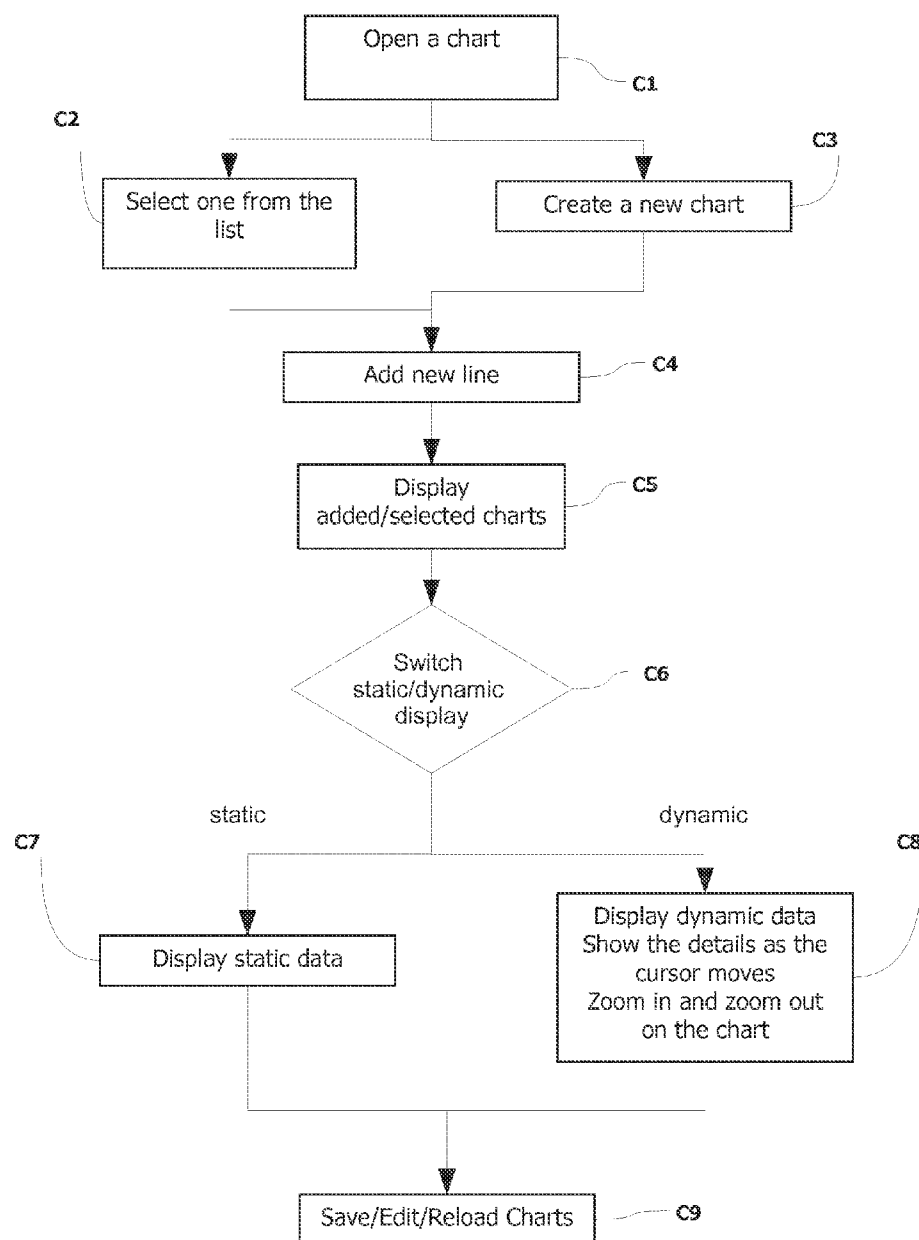 Open a chart
C1
C2
C3
Select one from the
list
Create a new chart
Add new line
C4
Display
added/selected charts
C5
Switch
static/dynamic
display
C6
static
dynamic
C7
C8
Display static data
Display dynamic data
Show the details as the
cursor moves
Zoom in and zoom out
on the chart
Save/Edit/Reload Charts
C9